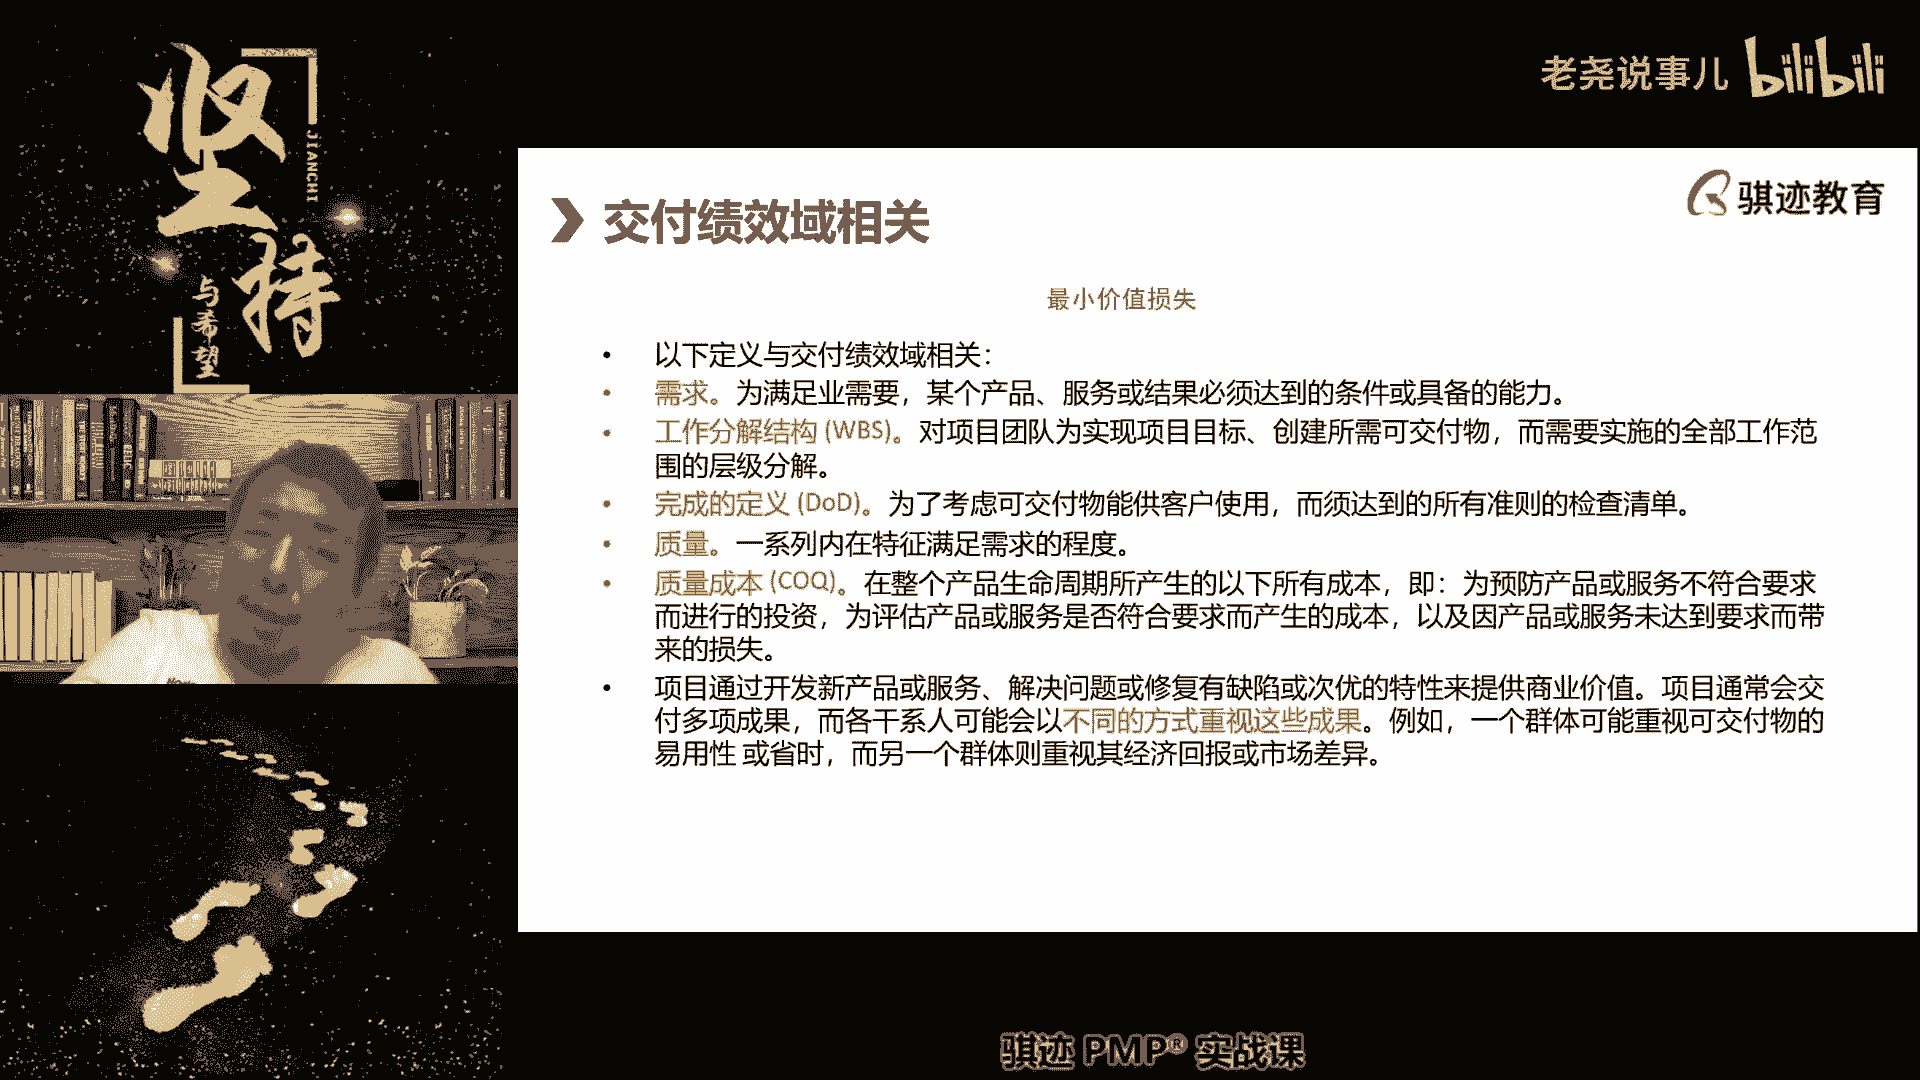 坚持
JIANCHI
与希望
老尧说事儿 bilibili
骐迹教育
交付绩效域相关
最小价值损失
• 以下定义与交付绩效域相关：
• 需求。为满足业需要，某个产品、服务或结果必须达到的条件或具备的能力。
• 工作分解结构 (WBS)。对项目团队为实现项目目标、创建所需可交付物，而需要实施的全部工作范
围的层级分解。
• 完成的定义 (DoD)。为了考虑可交付物能供客户使用，而须达到的所有准则的检查清单。
• 质量。一系列内在特征满足需求的程度。
• 质量成本 (COQ)。在整个产品生命周期所产生的以下所有成本，即：为预防产品或服务不符合要求
而进行的投资，为评估产品或服务是否符合要求而产生的成本，以及因产品或服务未达到要求而带
来的损失。
• 项目通过开发新产品或服务、解决问题或修复有缺陷或次优的特性来提供商业价值。项目通常会交
付多项成果，而各干系人可能会以不同的方式重视这些成果。例如，一个群体可能重视可交付物的
易用性 或省时，而另一个群体则重视其经济回报或市场差异。
骐迹 PMP® 实战课